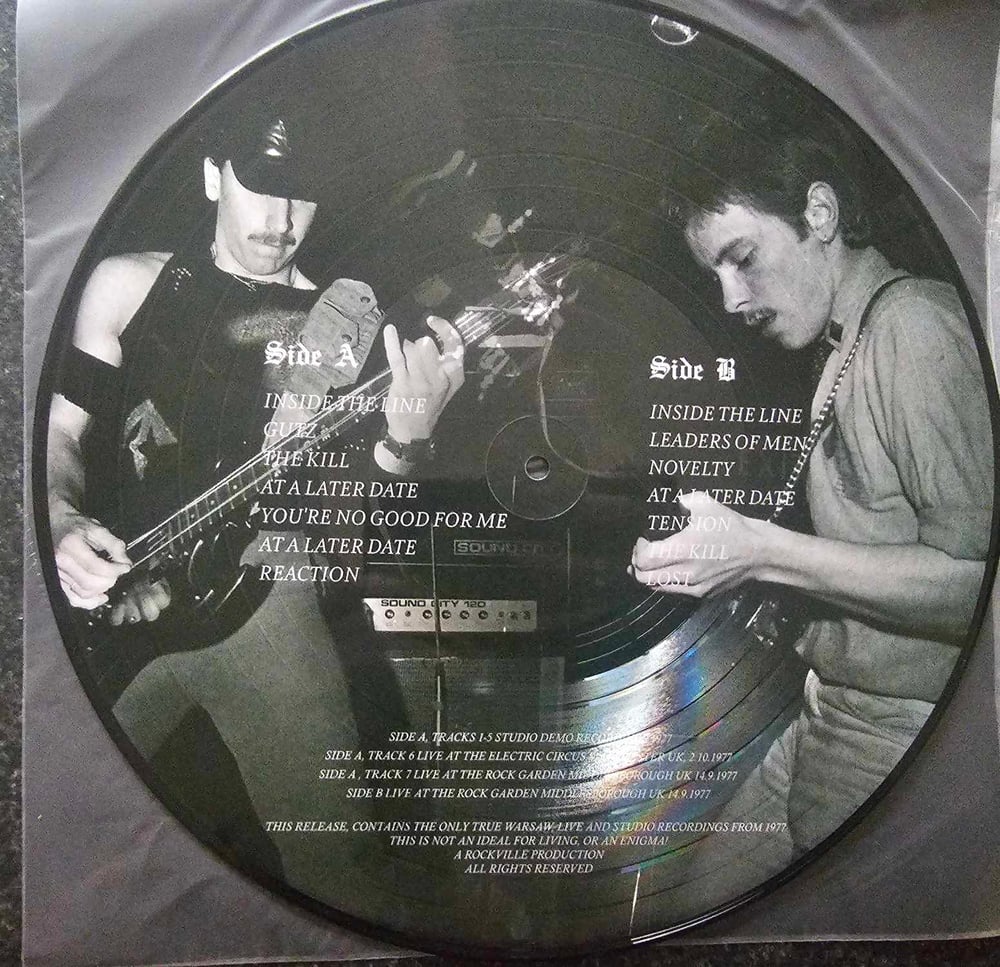 Side A
INSIDE THE LINE
GUTZ
THE KILL
AT A LATER DATE
YOU'RE NO GOOD FOR ME
AT A LATER DATE
REACTION
Side B
INSIDE THE LINE
LEADERS OF MEN
NOVELTY
AT A LATER DATE
TENSION
THE KILL
LOST
SOUND
SOUND CITY 120
SIDE A, TRACKS 1-5 STUDIO DEMO 1977
SIDE A, TRACK 6 LIVE AT THE ELECTRIC CIRCUS UK, 2.10.1977
SIDE A , TRACK 7 LIVE AT THE ROCK GARDEN MIDDLESBOROUGH UK 14.9.1977
SIDE B LIVE AT THE ROCK GARDEN MIDDLESBOROUGH UK 14.9.1977
THIS RELEASE, CONTAINS THE ONLY TRUE WARSAW, LIVE AND STUDIO RECORDINGS FROM 1977
THIS IS NOT AN IDEAL FOR LIVING, OR AN ENIGMA!
A ROCKVILLE PRODUCTION
ALL RIGHTS RESERVED